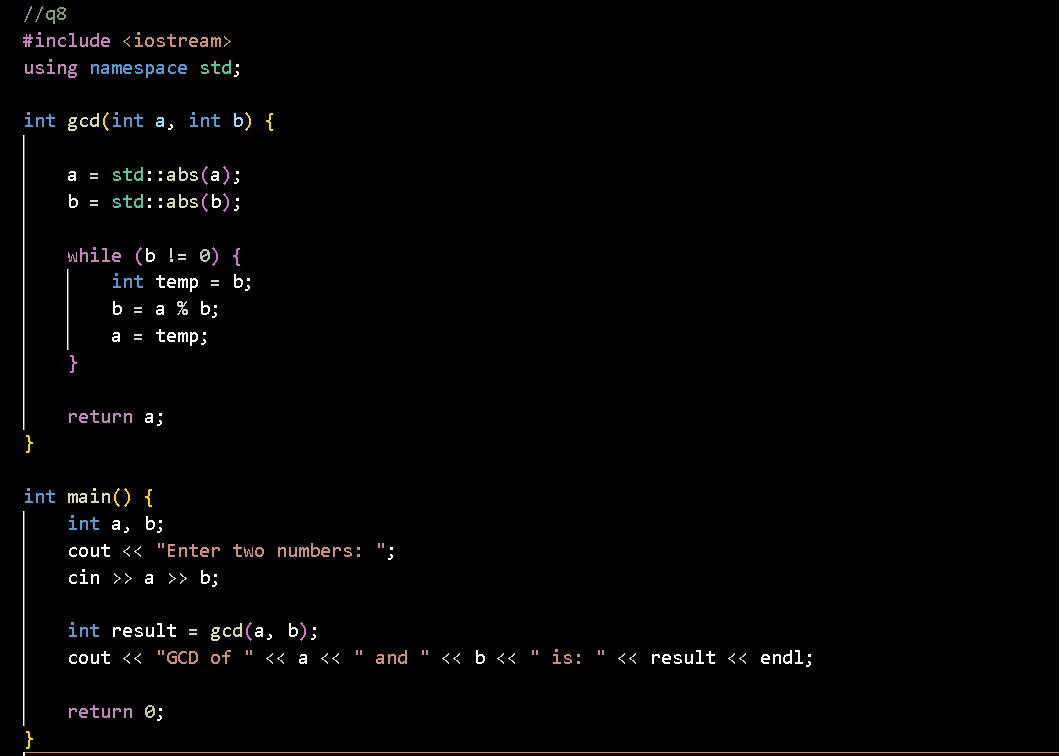 //q8
#include <iostream>
using namespace std;
int gcd(int a, int b) {
a = std::abs(a);
b = std::abs(b);
while (b != 0) {
int temp = b;
b = a % b;
a = temp;
}
return a;
}
int main() {
int a, b;
cout << "Enter two numbers: ";
cin >> a >> b;
int result = gcd(a, b);
cout << "GCD of " << a << " and " << b << " is: " << result << endl;
return 0;
}